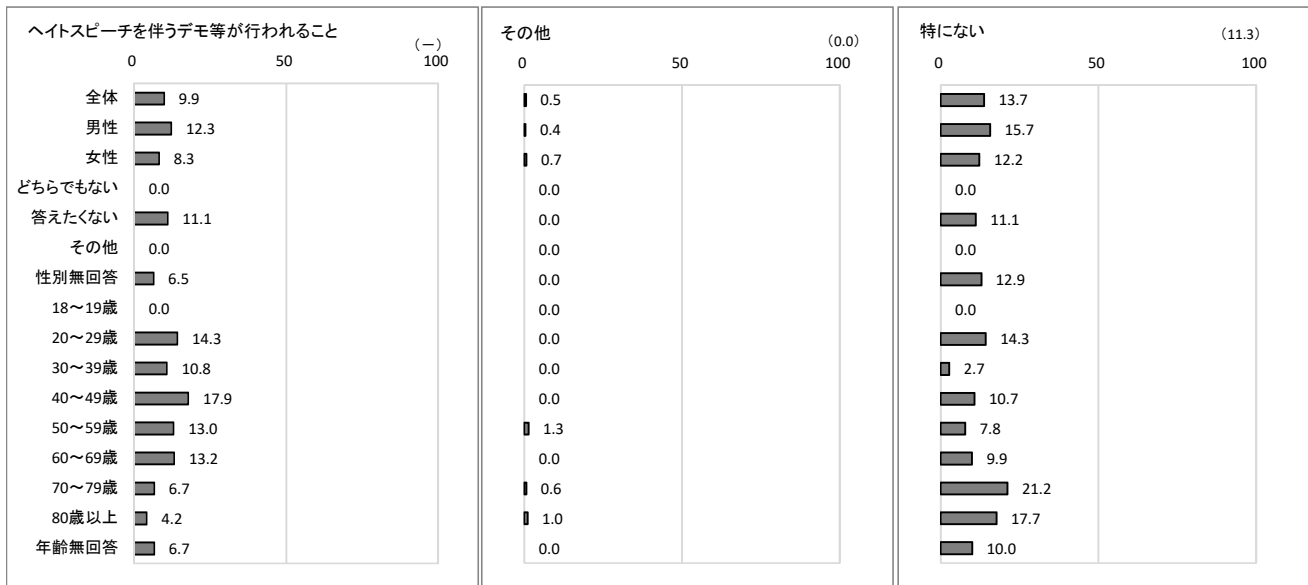 ヘイトスピーチを伴うデモ等が行われること
（－）
0 50 100
全体 9.9
男性 12.3
女性 8.3
どちらでもない 0.0
答えたくない 11.1
その他 0.0
性別無回答 6.5
18～19歳 0.0
20～29歳 14.3
30～39歳 10.8
40～49歳 17.9
50～59歳 13.0
60～69歳 13.2
70～79歳 6.7
80歳以上 4.2
年齢無回答 6.7
その他
（0.0）
0 50 100
0.5
0.4
0.7
0.0
0.0
0.0
0.0
0.0
0.0
0.0
0.0
1.3
0.0
0.6
1.0
0.0
特にない
（11.3）
0 50 100
13.7
15.7
12.2
0.0
11.1
0.0
12.9
0.0
14.3
2.7
10.7
7.8
9.9
21.2
17.7
10.0